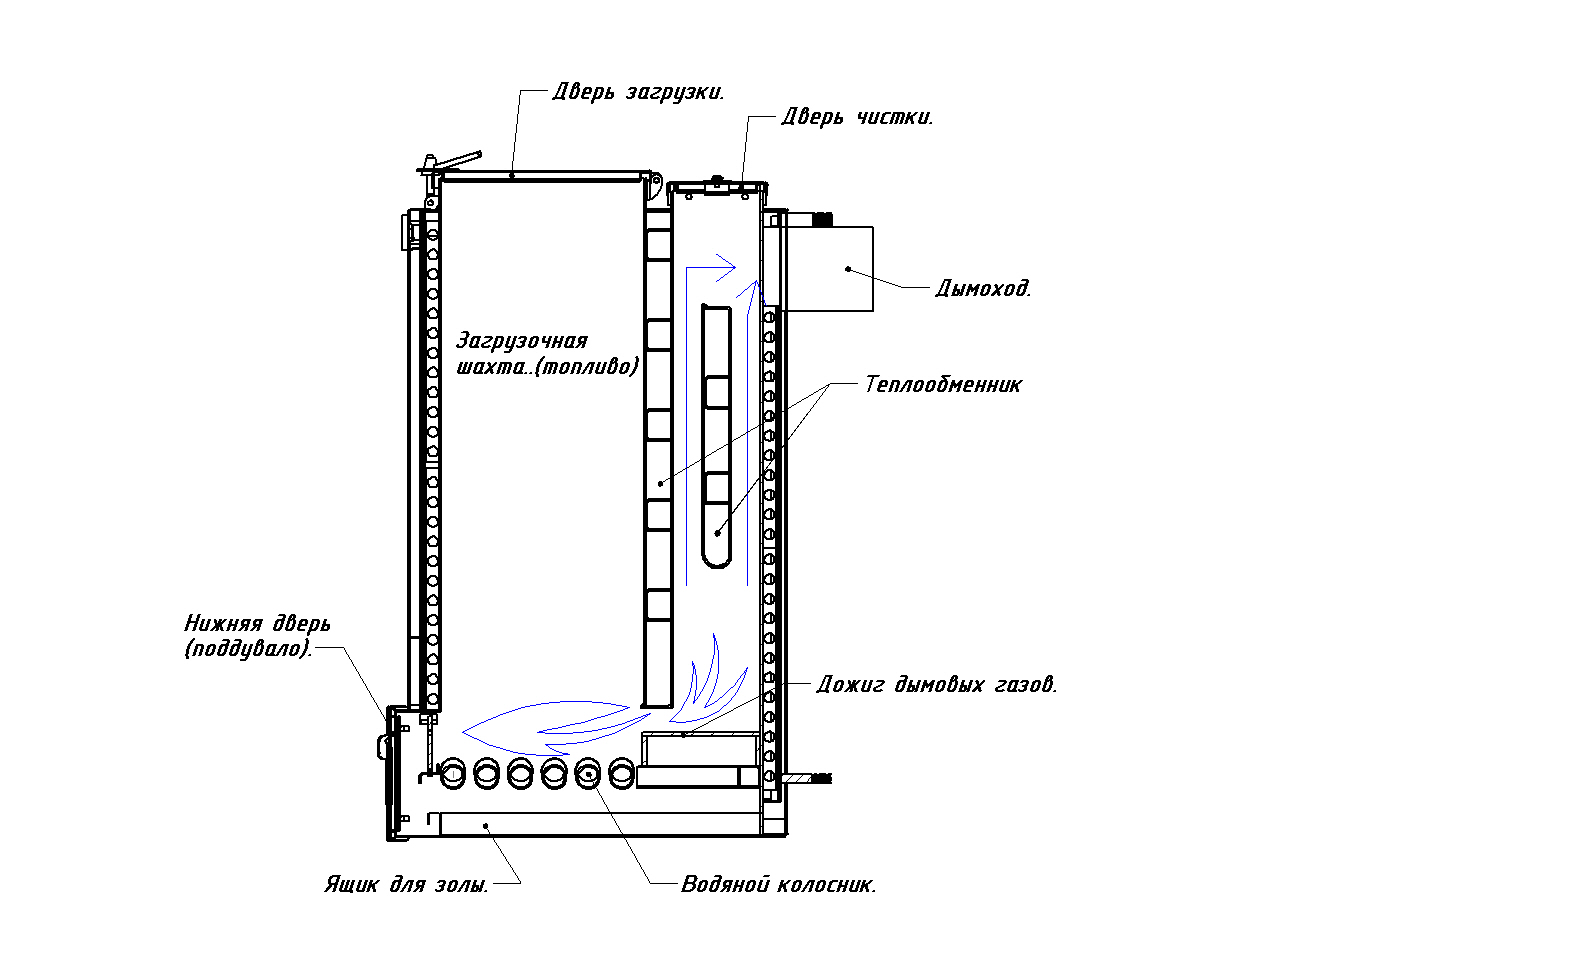 Дверь загрузки.
Дверь чистки.
Дымоход.
Загрузочная
шахта..(топливо)
Теплообменник
Нижняя дверь
(поддувало).
Дожиг дымовых газов.
Ящик для золы.
Водяной колосник.